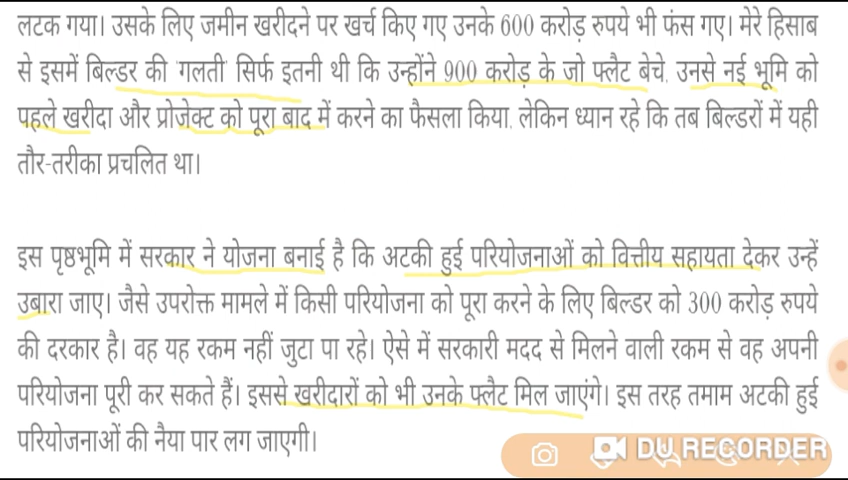 लटक गया। उसके लिए जमीन खरीदने पर खर्च किए गए उनके 600 करोड़ रुपये भी फंस गए। मेरे हिसाब
से इसमें बिल्डर की गलती सिर्फ इतनी थी कि उन्होंने 900 करोड़ के जो फ्लैट बेचे, उनसे नई भूमि को
पहले खरीदा और प्रोजेक्ट को पूरा बाद में करने का फैसला किया, लेकिन ध्यान रहे कि तब बिल्डरों में यही
तौर-तरीका प्रचलित था।
इस पृष्ठभूमि में सरकार ने योजना बनाई है कि अटकी हुई परियोजनाओं को वित्तीय सहायता देकर उन्हें
उबारा जाए। जैसे उपरोक्त मामले में किसी परियोजना को पूरा करने के लिए बिल्डर को 300 करोड़ रुपये
की दरकार है। वह यह रकम नहीं जुटा पा रहे। ऐसे में सरकारी मदद से मिलने वाली रकम से वह अपनी
परियोजना पूरी कर सकते हैं। इससे खरीदारों को भी उनके फ्लैट मिल जाएंगे। इस तरह तमाम अटकी हुई
परियोजनाओं की नैया पार लग जाएगी।
DU RECORDER